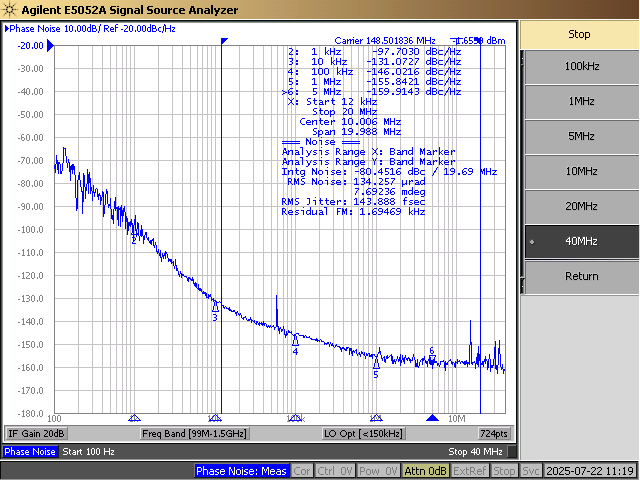 Agilent E5052A Signal Source Analyzer
Phase Noise 10.00dB/ Ref -20.00dBc/Hz
Carrier 148.501836 MHz
2: 1 kHz -97.7030 dBc/Hz
3: 10 kHz -131.0727 dBc/Hz
4: 100 kHz -146.0216 dBc/Hz
5: 1 MHz -155.8421 dBc/Hz
>6: 5 MHz -159.9143 dBc/Hz
X: Start 12 kHz
Stop 20 MHz
Center 10.006 MHz
Span 19.988 MHz
=== Noise ===
Analysis Range X: Band Marker
Analysis Range Y: Band Marker
Intg Noise: -80.4516 dBc / 19.69 MHz
RMS Noise: 134.257 µrad
7.69236 mdeg
RMS Jitter: 143.888 fsec
Residual FM: 1.69469 kHz
-20.00
-30.00
-40.00
-50.00
-60.00
-70.00
-80.00
-90.00
-100.0
-110.0
-120.0
-130.0
-140.0
-150.0
-160.0
-170.0
-180.0
2
3
4
5
6
100
10M
IF Gain 20dB
Freq Band [99M-1.5GHz]
LO Opt [<150kHz]
724pts
Phase Noise
Start 100 Hz
Stop 40 MHz
Stop
100kHz
1MHz
5MHz
10MHz
20MHz
40MHz
Return
Phase Noise: Meas
Cor
Ctrl 0V
Pow 0V
Attn 0dB
ExtRef
Stop
Svc
2025-07-22 11:19